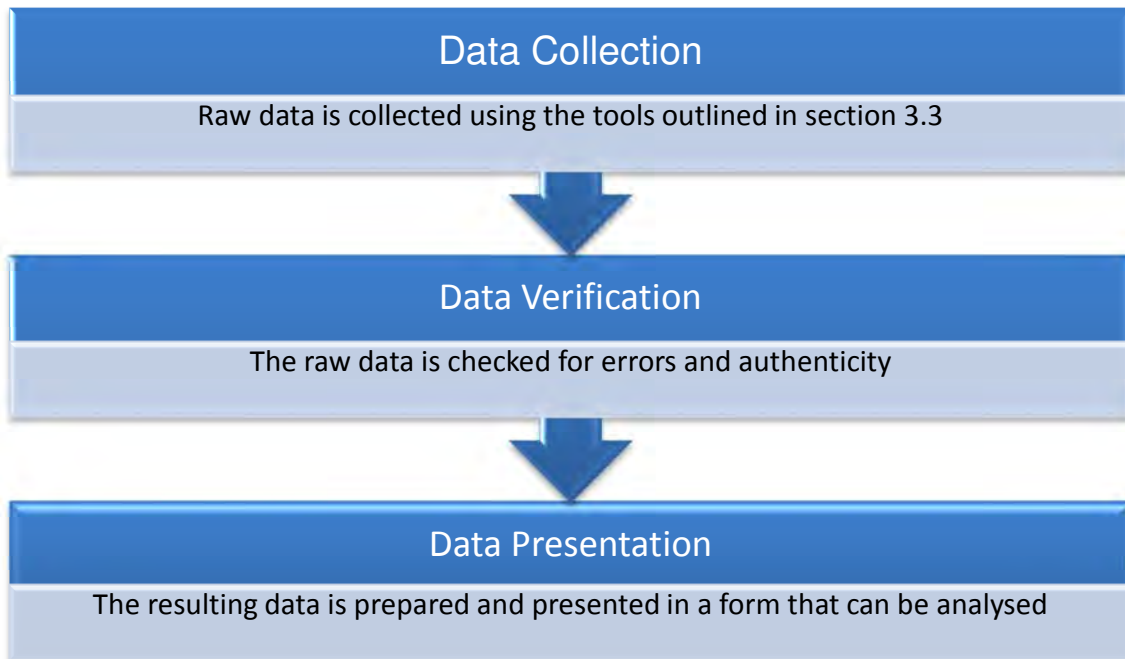 Data Collection
Raw data is collected using the tools outlined in section 3.3
Data Verification
The raw data is checked for errors and authenticity
Data Presentation
The resulting data is prepared and presented in a form that can be analysed